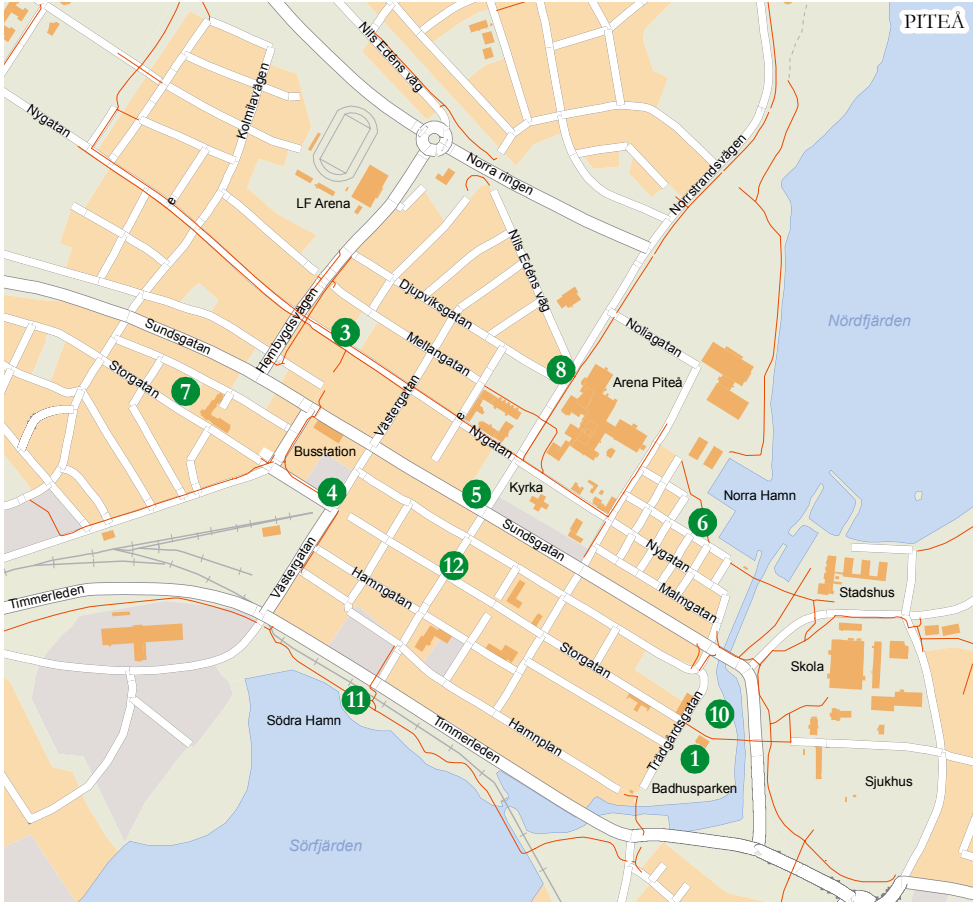 PITEÅ
Nils Edéns väg
Kolmilavägen
Nygatan
Norra ringen
Norrstrandsvägen
e
LF Arena
Nils Edéns väg
Hembygdsvägen
Djupviksgatan
Nolia­gatan
Nördfjärden
Sundsgatan
3
Mellangatan
Storgatan
8
Arena Piteå
7
Västergatan
e
Nygatan
Busstation
4
5
Kyrka
Norra Hamn
6
Sundsgatan
Nygatan
12
Västergatan
Hamngatan
Malmgatan
Stadshus
Timmerleden
Storgatan
Skola
11
Södra Hamn
10
Timmerleden
Hamnplan
Trädgårdsgatan
1
Badhusparken
Sjukhus
Sörfjärden